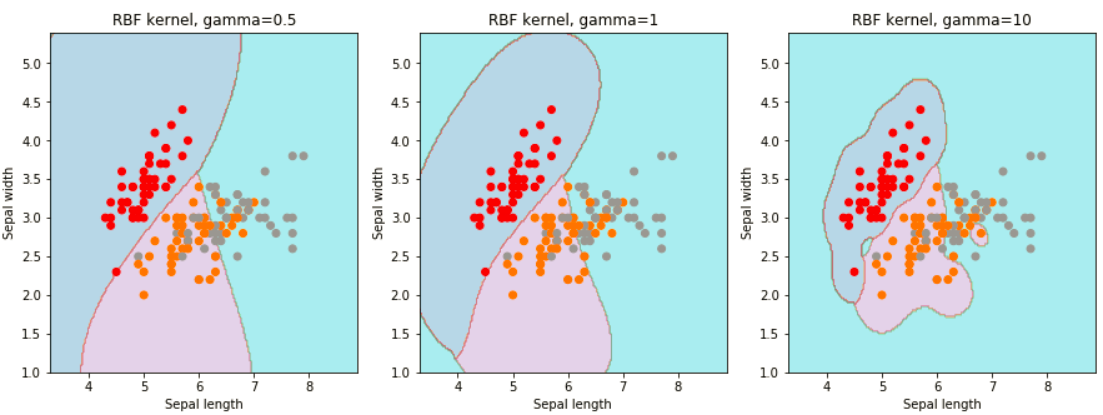 RBF kernel, gamma=0.5
5.0
4.5
4.0
3.5
3.0
2.5
2.0
1.5
1.0
Sepal width
4 5 6 7 8
Sepal length
RBF kernel, gamma=1
5.0
4.5
4.0
3.5
3.0
2.5
2.0
1.5
1.0
Sepal width
4 5 6 7 8
Sepal length
RBF kernel, gamma=10
5.0
4.5
4.0
3.5
3.0
2.5
2.0
1.5
1.0
Sepal width
4 5 6 7 8
Sepal length